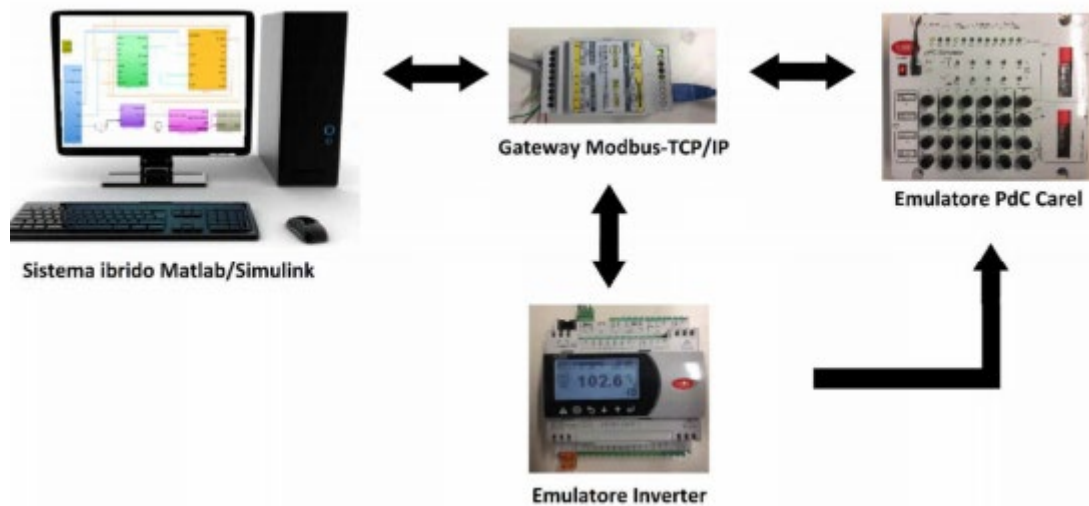 Gateway Modbus-TCP/IP
Emulatore PdC Carel
Sistema ibrido Matlab/Simulink
102.6
Emulatore Inverter